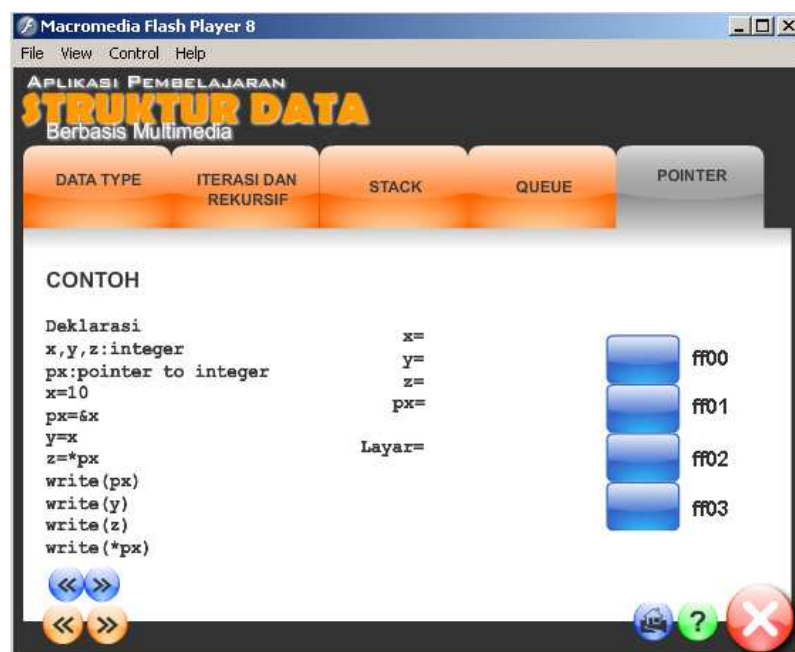 Macromedia Flash Player 8
File View Control Help
APLIKASI PEMBELAJARAN
STRUKTUR DATA
Berbasis Multimedia
DATA TYPE
ITERASI DAN
REKURSIF
STACK
QUEUE
POINTER
CONTOH
Deklarasi
x,y,z:integer
px:pointer to integer
x=10
px=&x
y=x
z=*px
write(px)
write(y)
write(z)
write(*px)
x=
y=
z=
px=
Layar=
ff00
ff01
ff02
ff03
?